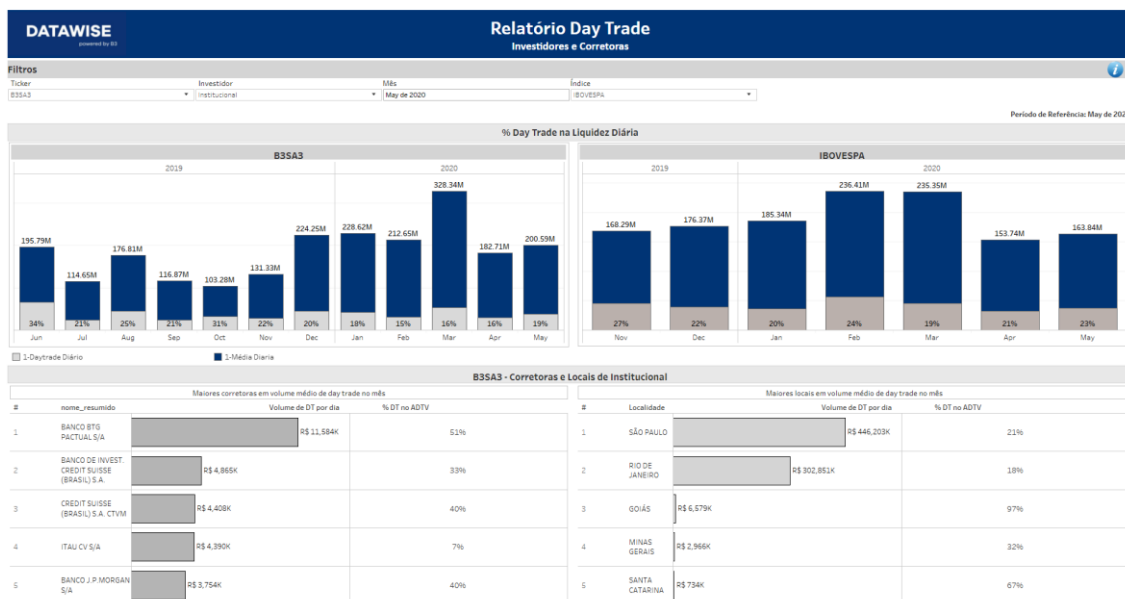 DATAWISE
powered by B3
Relatório Day Trade
Investidores e Corretoras
Filtros
Ticker Investidor Mês Índice
B3SA3 Institucional May de 2020 IBOVESPA
Período de Referência: May de 202
% Day Trade na Liquidez Diária
B3SA3 IBOVESPA
2019 2020 2019 2020
195.79M 114.65M 176.81M 116.87M 103.28M 131.33M 224.25M 228.62M 212.65M 328.34M 182.71M 200.59M
34% 21% 25% 21% 31% 22% 20% 18% 15% 16% 16% 19%
Jun Jul Aug Sep Oct Nov Dec Jan Feb Mar Apr May
168.29M 176.37M 185.34M 236.41M 235.35M 153.74M 163.84M
27% 22% 20% 24% 19% 21% 23%
Nov Dec Jan Feb Mar Apr May
1-Daytrade Diário 1-Média Diaria
B3SA3 - Corretoras e Locais de Institucional
Maiores corretoras em volume médio de day trade no mês
# nome_resumido Volume de DT por dia % DT no ADTV
1 BANCO BTG
PACTUAL S/A R$ 11,584K 51%
2 BANCO DE INVEST.
CREDIT SUISSE
(BRASIL) S.A. R$ 4,865K 33%
3 CREDIT SUISSE
(BRASIL) S.A. CTVM R$ 4,408K 40%
4 ITAU CV S/A R$ 4,390K 7%
5 BANCO J.P.MORGAN
S/A R$ 3,754K 40%
Maiores locais em volume médio de day trade no mês
# Localidade Volume de DT por dia % DT no ADTV
1 SÃO PAULO R$ 446,203K 21%
2 RIO DE
JANEIRO R$ 302,851K 18%
3 GOIÁS R$ 6,579K 97%
4 MINAS
GERAIS R$ 2,966K 32%
5 SANTA
CATARINA R$ 734K 67%